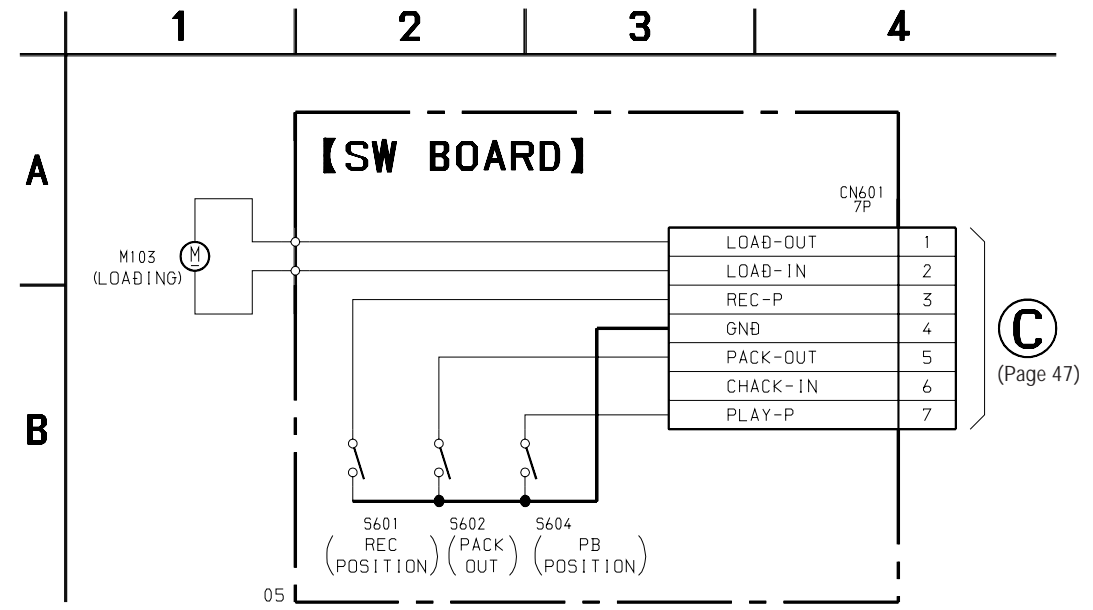 1 2 3 4
A
【SW BOARD】
CN601
7P
M103
(LOADING)
M
LOAD-OUT 1
LOAD-IN 2
REC-P 3
GND 4
PACK-OUT 5
CHACK-IN 6
PLAY-P 7
C
(Page 47)
B
S601
(REC
POSITION)
S602
(PACK
OUT)
S604
(PB
POSITION)
05